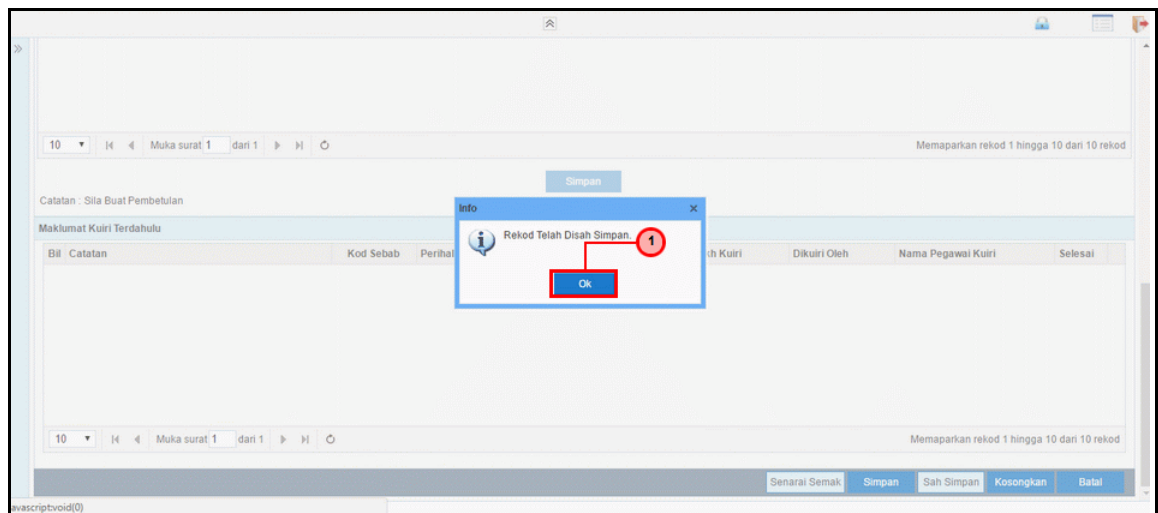 10 Muka surat 1 dari 1 Memaparkan rekod 1 hingga 10 dari 10 rekod
Simpan
Catatan : Sila Buat Pembetulan
Info
Maklumat Kuiri Terdahulu
Rekod Telah Disah Simpan.
1
Bil Catatan Kod Sebab Perihal kh Kuiri Dikuiri Oleh Nama Pegawai Kuiri Selesai
Ok
10 Muka surat 1 dari 1 Memaparkan rekod 1 hingga 10 dari 10 rekod
Senarai Semak Simpan Sah Simpan Kosongkan Batal
avascript:void(0)